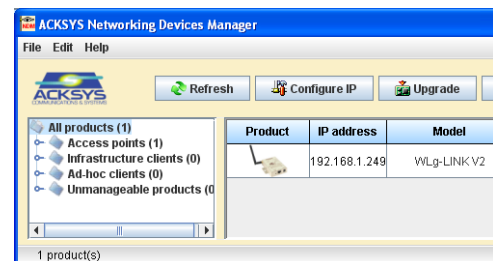 ACKSYS Networking Devices Manager
File Edit Help
ACKSYS
COMMUNICATIONS & SYSTEMS
Refresh Configure IP Upgrade
All products (1)
Access points (1)
Infrastructure clients (0)
Ad-hoc clients (0)
Unmanageable products (0
Product IP address Model
192.168.1.249 WLg-LINK V2
1 product(s)